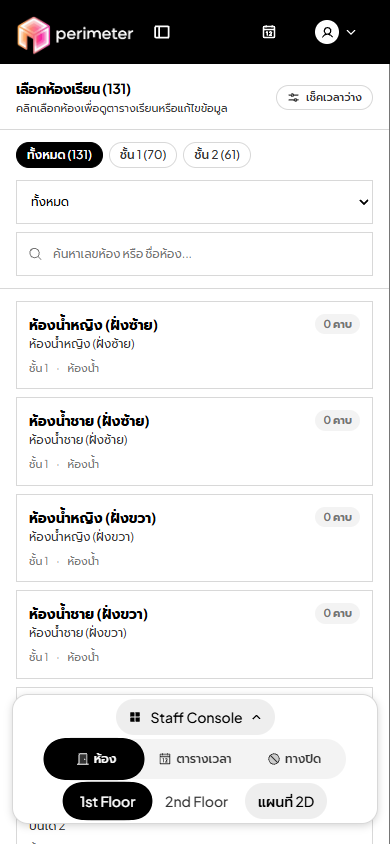 perimeter
12
เลือกห้องเรียน (131)
คลิกเลือกห้องเพื่อดูตารางเรียนหรือแก้ไขข้อมูล
เช็คเวลาว่าง
ทั้งหมด (131)
ชั้น 1 (70)
ชั้น 2 (61)
ทั้งหมด
ค้นหาเลขห้อง หรือ ชื่อห้อง...
ห้องน้ำหญิง (ฝั่งซ้าย)
0 คาบ
ห้องน้ำหญิง (ฝั่งซ้าย)
ชั้น 1 · ห้องน้ำ
ห้องน้ำชาย (ฝั่งซ้าย)
0 คาบ
ห้องน้ำชาย (ฝั่งซ้าย)
ชั้น 1 · ห้องน้ำ
ห้องน้ำหญิง (ฝั่งขวา)
0 คาบ
ห้องน้ำหญิง (ฝั่งขวา)
ชั้น 1 · ห้องน้ำ
ห้องน้ำชาย (ฝั่งขวา)
0 คาบ
ห้องน้ำชาย (ฝั่งขวา)
ชั้น 1 · ห้องน้ำ
Staff Console
ห้อง
12
ตารางเวลา
ทางปิด
1st Floor
2nd Floor
แผนที่ 2D
บันได 2